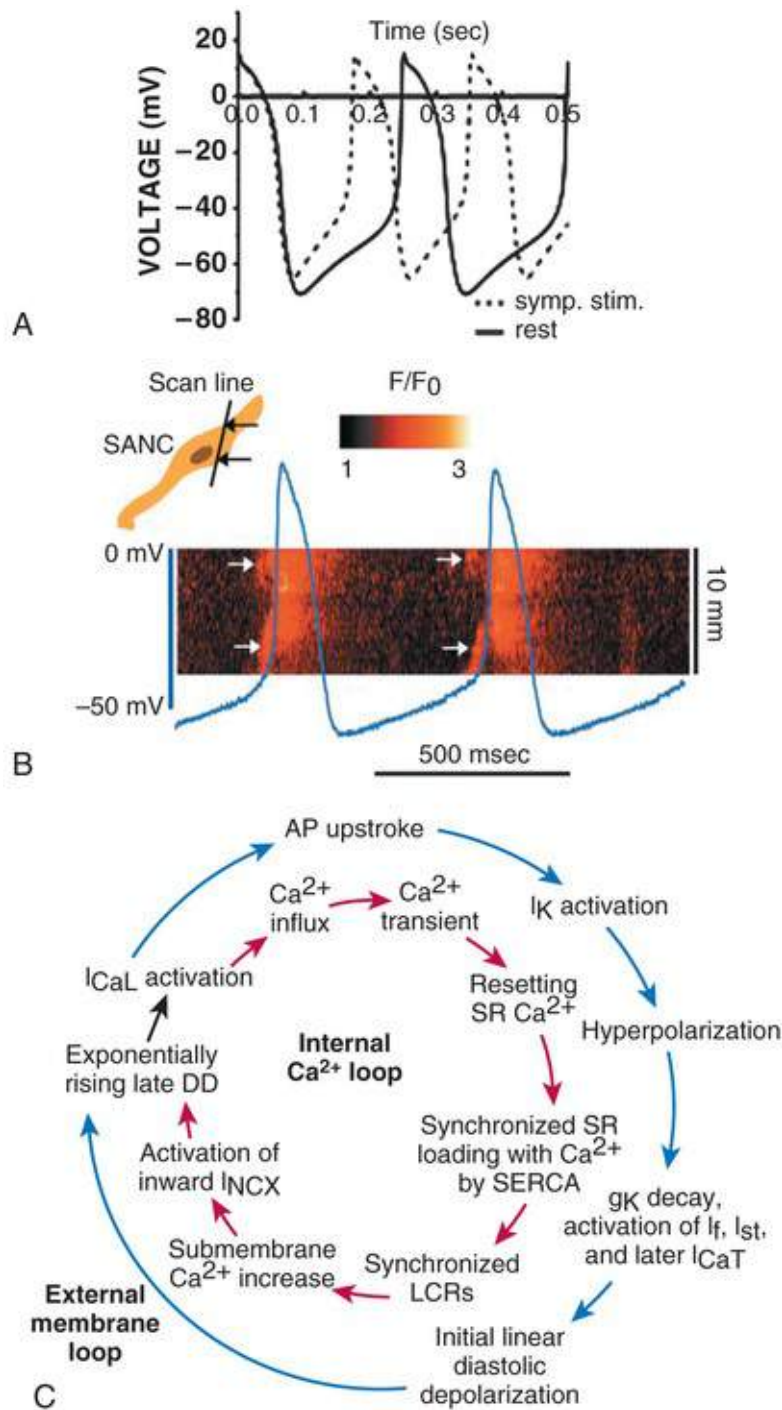 Time (sec)
20
0
−20
−40
−60
−80
VOLTAGE (mV)
0.0 0.1 0.2 0.3 0.4 0.5
symp. stim.
rest
A
Scan line
SANC
F/F0
1 3
0 mV
−50 mV
10 mm
500 msec
B
AP upstroke
IK activation
Hyperpolarization
gK decay,
activation of If, Ist,
and later ICaT
Initial linear
diastolic
depolarization
External
membrane
loop
Exponentially
rising late DD
ICaL activation
Ca2+
influx
Ca2+
transient
Resetting
SR Ca2+
Synchronized SR
loading with Ca2+
by SERCA
Synchronized
LCRs
Submembrane
Ca2+ increase
Activation of
inward INCX
Internal
Ca2+ loop
C